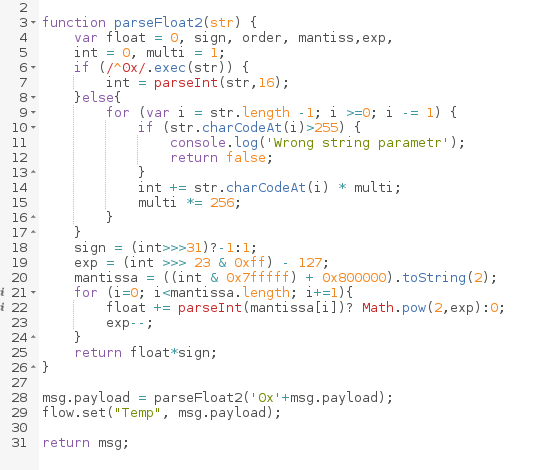 2
3 function parseFloat2(str) {
4 var float = 0, sign, order, mantiss,exp,
5 int = 0, multi = 1;
6 if (/^0x/.exec(str)) {
7 int = parseInt(str,16);
8 }else{
9 for (var i = str.length -1; i >=0; i -= 1) {
10 if (str.charCodeAt(i)>255) {
11 console.log('Wrong string parametr');
12 return false;
13 }
14 int += str.charCodeAt(i) * multi;
15 multi *= 256;
16 }
17 }
18 sign = (int>>>31)?-1:1;
19 exp = (int >>> 23 & 0xff) - 127;
20 mantissa = ((int & 0x7fffff) + 0x800000).toString(2);
i 21 for (i=0; i<mantissa.length; i+=1){
i 22 float += parseInt(mantissa[i])? Math.pow(2,exp):0;
23 exp--;
24 }
25 return float*sign;
26 }
27
28 msg.payload = parseFloat2('0x'+msg.payload);
29 flow.set("Temp", msg.payload);
30
31 return msg;